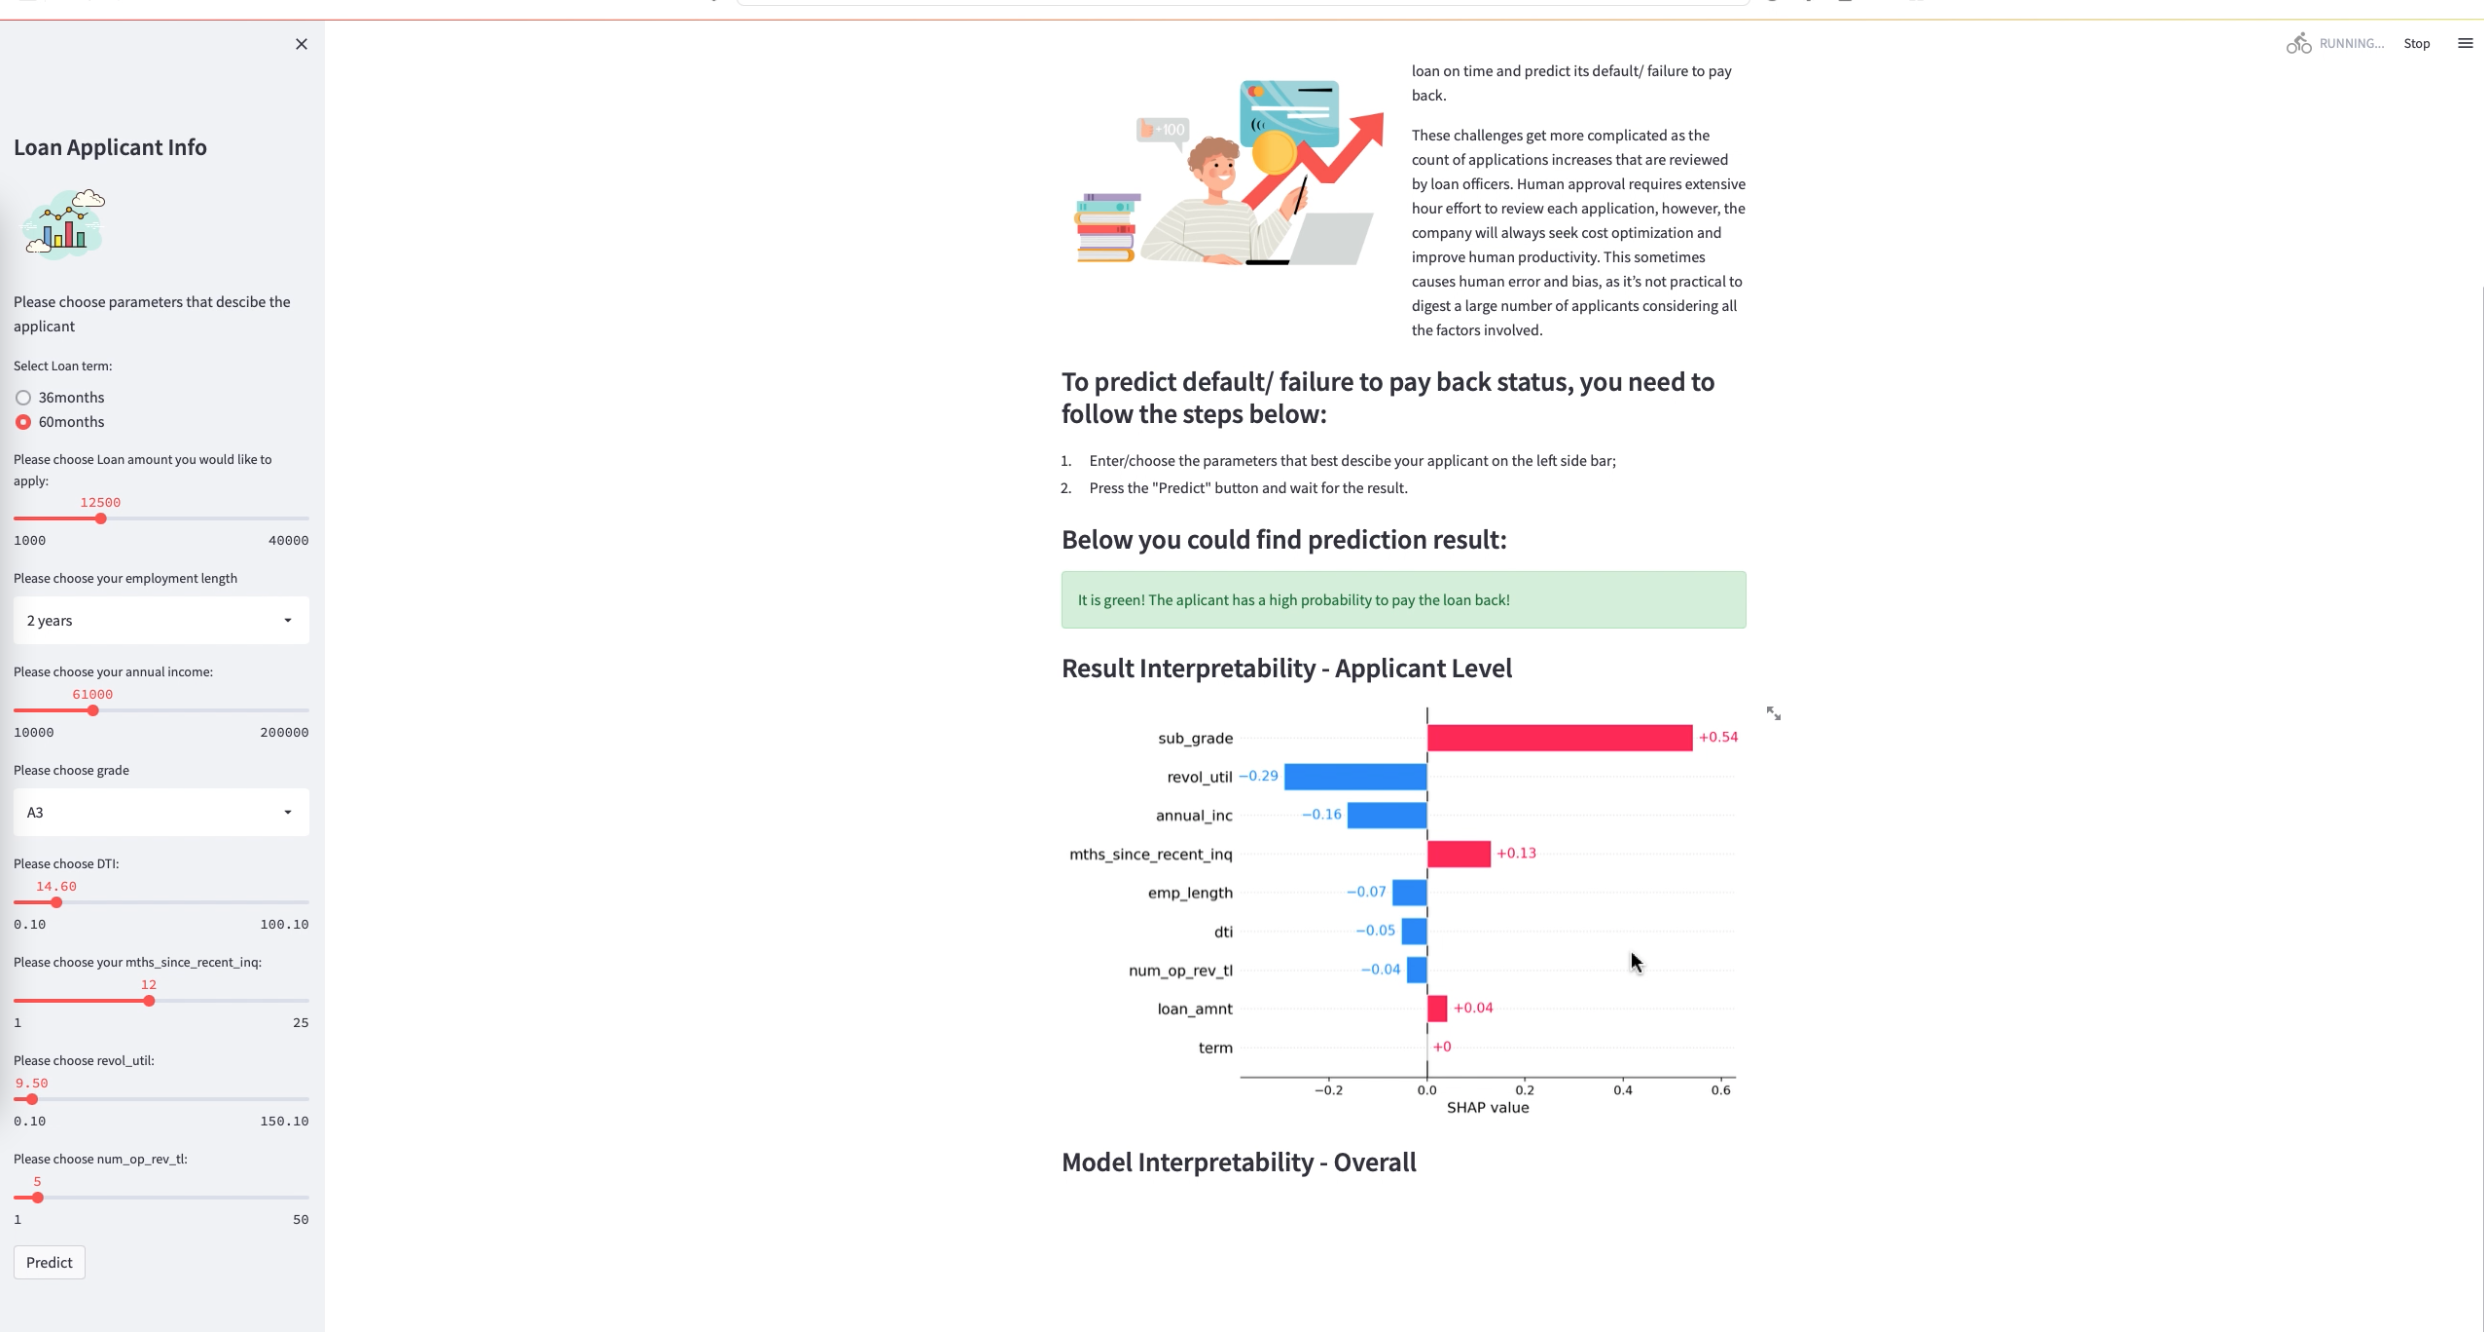 RUNNING...
Stop
Loan Applicant Info
Please choose parameters that descibe the
applicant
Select Loan term:
36months
60months
Please choose Loan amount you would like to
apply:
12500
1000 40000
Please choose your employment length
2 years
Please choose your annual income:
61000
10000 200000
Please choose grade
A3
Please choose DTI:
14.60
0.10 100.10
Please choose your mths_since_recent_inq:
12
1 25
Please choose revol_util:
9.50
0.10 150.10
Please choose num_op_rev_tl:
5
1 50
Predict
+100
loan on time and predict its default/ failure to pay
back.
These challenges get more complicated as the
count of applications increases that are reviewed
by loan officers. Human approval requires extensive
hour effort to review each application, however, the
company will always seek cost optimization and
improve human productivity. This sometimes
causes human error and bias, as it’s not practical to
digest a large number of applicants considering all
the factors involved.
To predict default/ failure to pay back status, you need to
follow the steps below:
1. Enter/choose the parameters that best descibe your applicant on the left side bar;
2. Press the "Predict" button and wait for the result.
Below you could find prediction result:
It is green! The aplicant has a high probability to pay the loan back!
Result Interpretability - Applicant Level
sub_grade +0.54
revol_util −0.29
annual_inc −0.16
mths_since_recent_inq +0.13
emp_length −0.07
dti −0.05
num_op_rev_tl −0.04
loan_amnt +0.04
term +0
−0.2 0.0 0.2 0.4 0.6
SHAP value
Model Interpretability - Overall